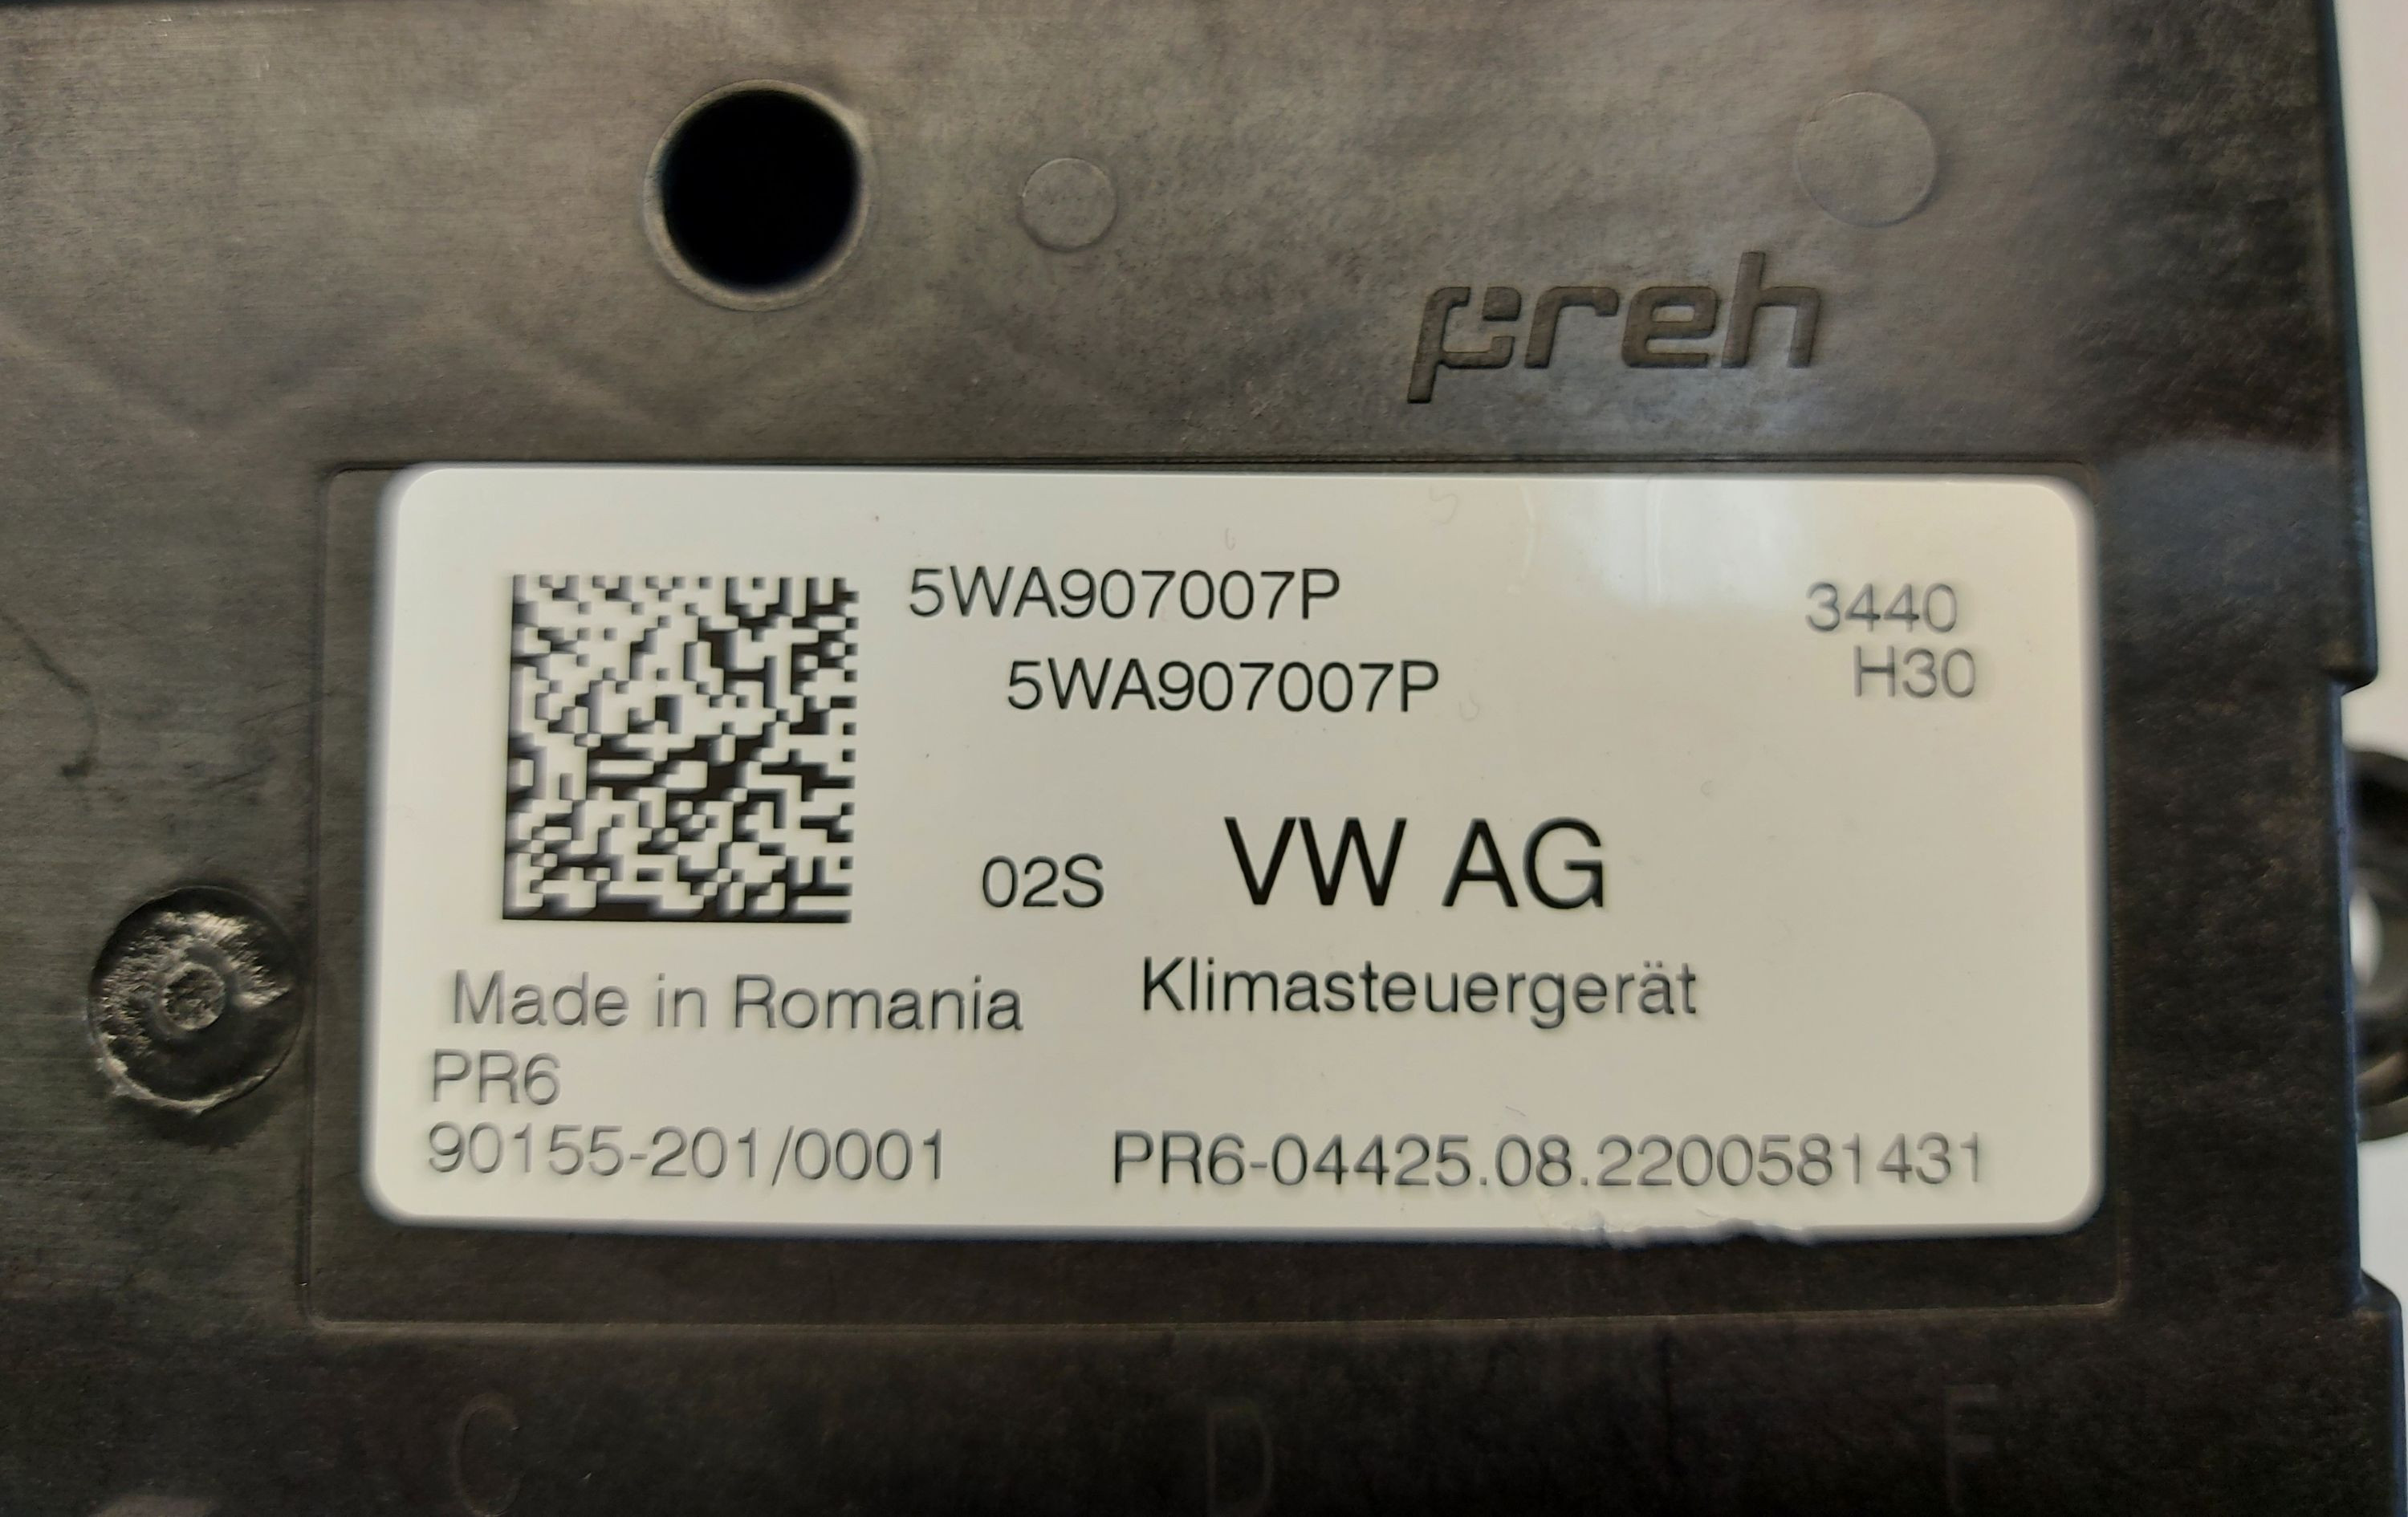 preh
5WA907007P
3440
5WA907007P
H30
02S
VW AG
Klimasteuergerät
Made in Romania
PR6
90155-201/0001
PR6-04425.08.2200581431
C
D
E